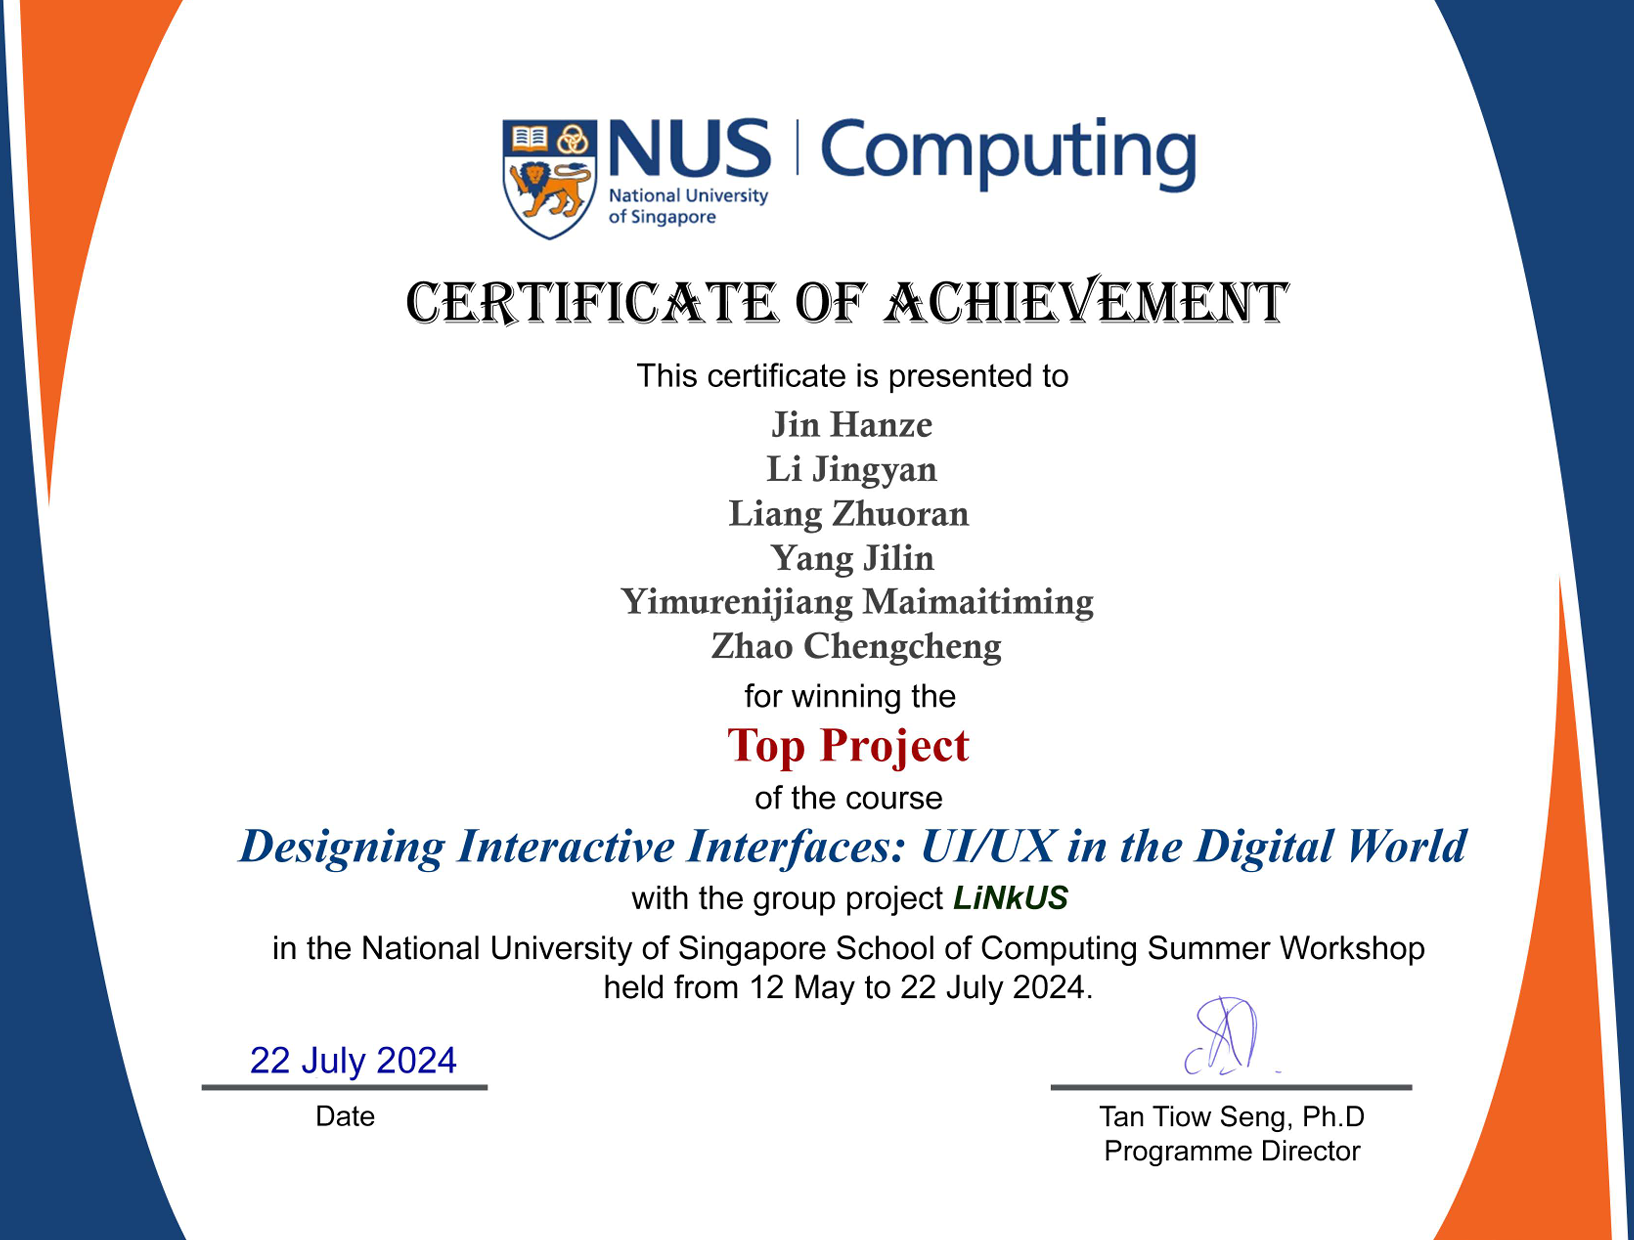 NUS | Computing
National University
of Singapore
CERTIFICATE OF ACHIEVEMENT
This certificate is presented to
Jin Hanze
Li Jingyan
Liang Zhuoran
Yang Jilin
Yimurenijiang Maimaitiming
Zhao Chengcheng
for winning the
Top Project
of the course
Designing Interactive Interfaces: UI/UX in the Digital World
with the group project LiNkUS
in the National University of Singapore School of Computing Summer Workshop
held from 12 May to 22 July 2024.
22 July 2024
Date
Tan Tiow Seng, Ph.D
Programme Director